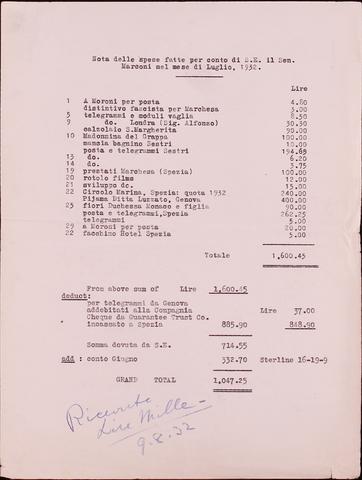 Nota delle spese fatte per conto di S.E. il Sen.
Marconi nel mese di Luglio, 1932.
Lire
1 A Moroni per posta 4.80
distintivo fascista per Marchesa 3.00
5 telegrammi e moduli vaglia 8.50
9 do. Londra (Sig. Alfonso) 30.30
calzolaio S.Margherita 90.00
10 Madonnina del Grappa 100.00
mancia bagnino Sestri 10.00
posta e telegrammi Sestri 194.65
13 do. 6.20
14 do. 3.75
19 prestati Marchesa (Spezia) 100.00
20 rotolo films 12.00
21 sviluppo do. 15.00
22 Circolo Marina, Spezia: quota 1932 240.00
Pijama Ditta Luzzato, Genova 400.00
25 fiori Duchessa Monaco e figlia 90.00
posta e telegrammi,Spezia 262.25
telegrammi 5.00
29 a Moroni per posta 20.00
22 facchino Hotel Spezia 5.00
Totale 1,600.45
From above sum of Lire 1,600.45
deduct:
per telegrammi da Genova
addebitati alla Compagnia Lire 37.00
Cheque da Guarantee Trust Co.
incassato a Spezia 885.90 848.90
Somma dovuta da S.E. 714.55
add : conto Giugno 332.70 Sterline 16-19-9
GRAND TOTAL 1,047.25
Ricevute
Lire Mille-
9.8.32